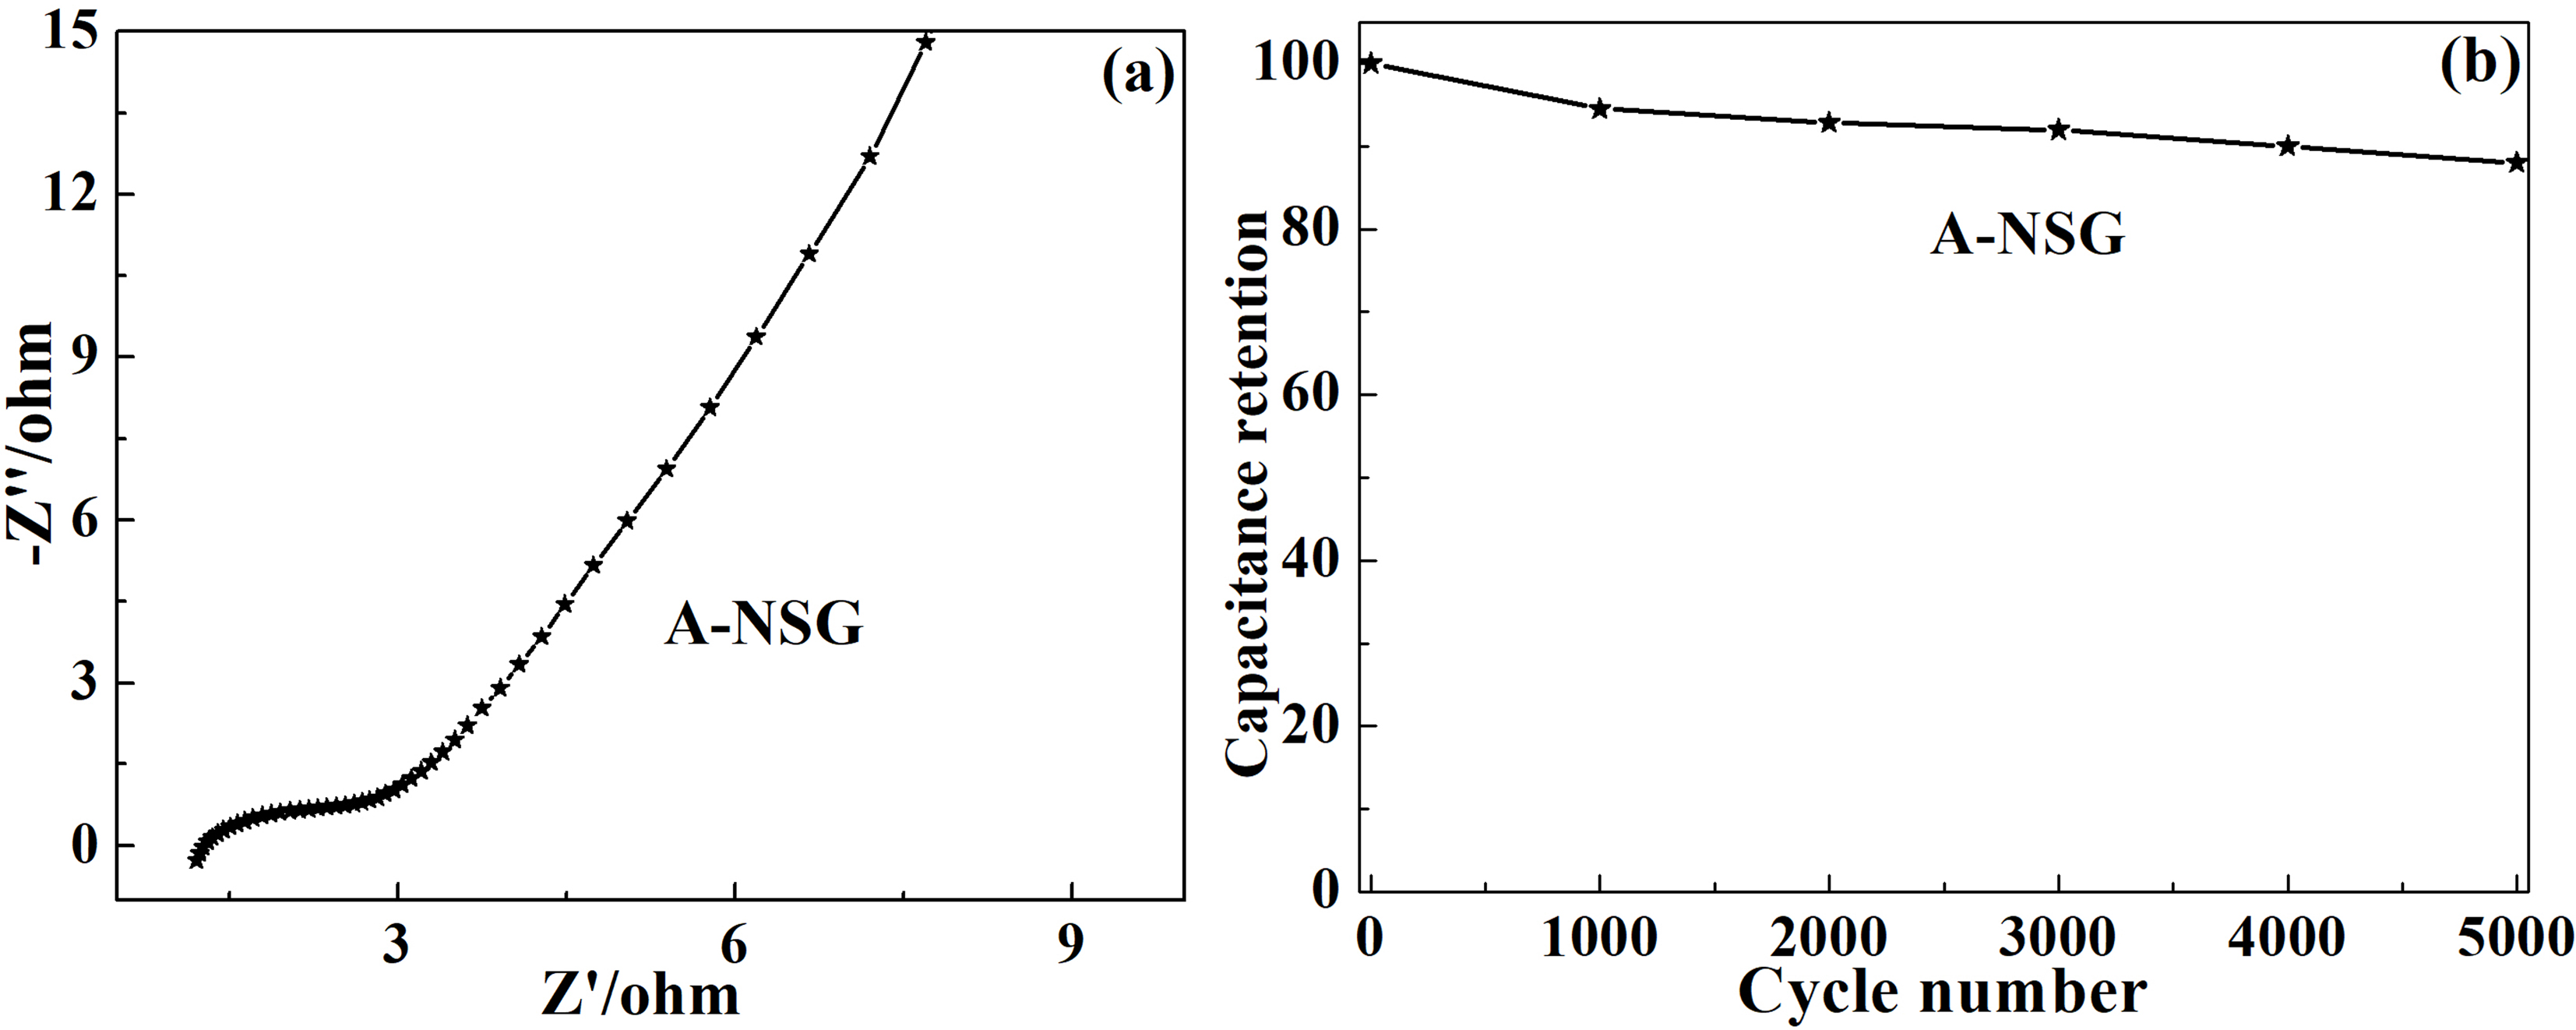 (a)
15
12
9
6
3
0
-Z''/ohm
A-NSG
3 6 9
Z'/ohm
(b)
100
80
60
40
20
0
Capacitance retention
A-NSG
0 1000 2000 3000 4000 5000
Cycle number